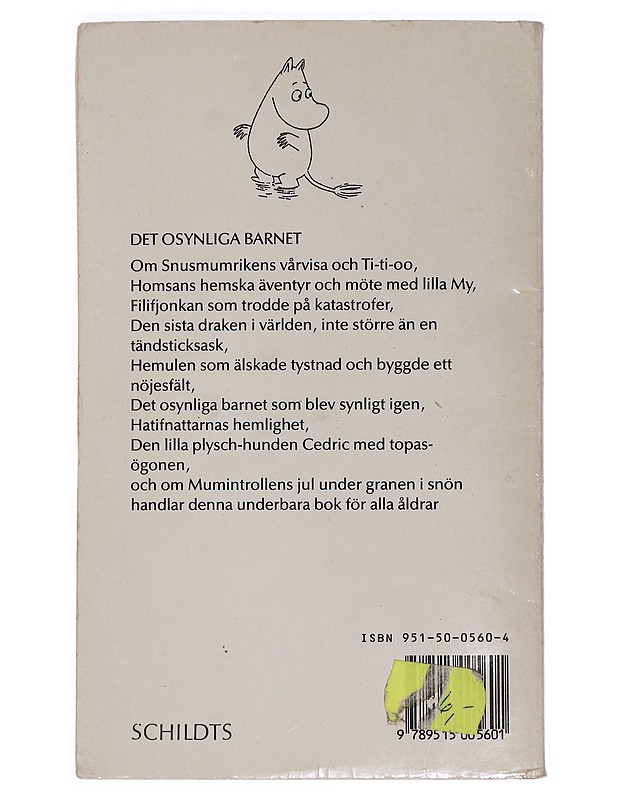 DET OSYNLIGA BARNET
Om Snusmumrikens vårvisa och Ti-ti-oo,
Homsans hemska äventyr och möte med lilla My,
Filifjonkan som trodde på katastrofer,
Den sista draken i världen, inte större än en
tändsticksask,
Hemulen som älskade tystnad och byggde ett
nöjesfält,
Det osynliga barnet som blev synligt igen,
Hatifnattarnas hemlighet,
Den lilla plysch-hunden Cedric med topas-
ögonen,
och om Mumintrollens jul under granen i snön
handlar denna underbara bok för alla åldrar
ISBN 951-50-0560-4
6,-
9 789515 005601
SCHILDTS